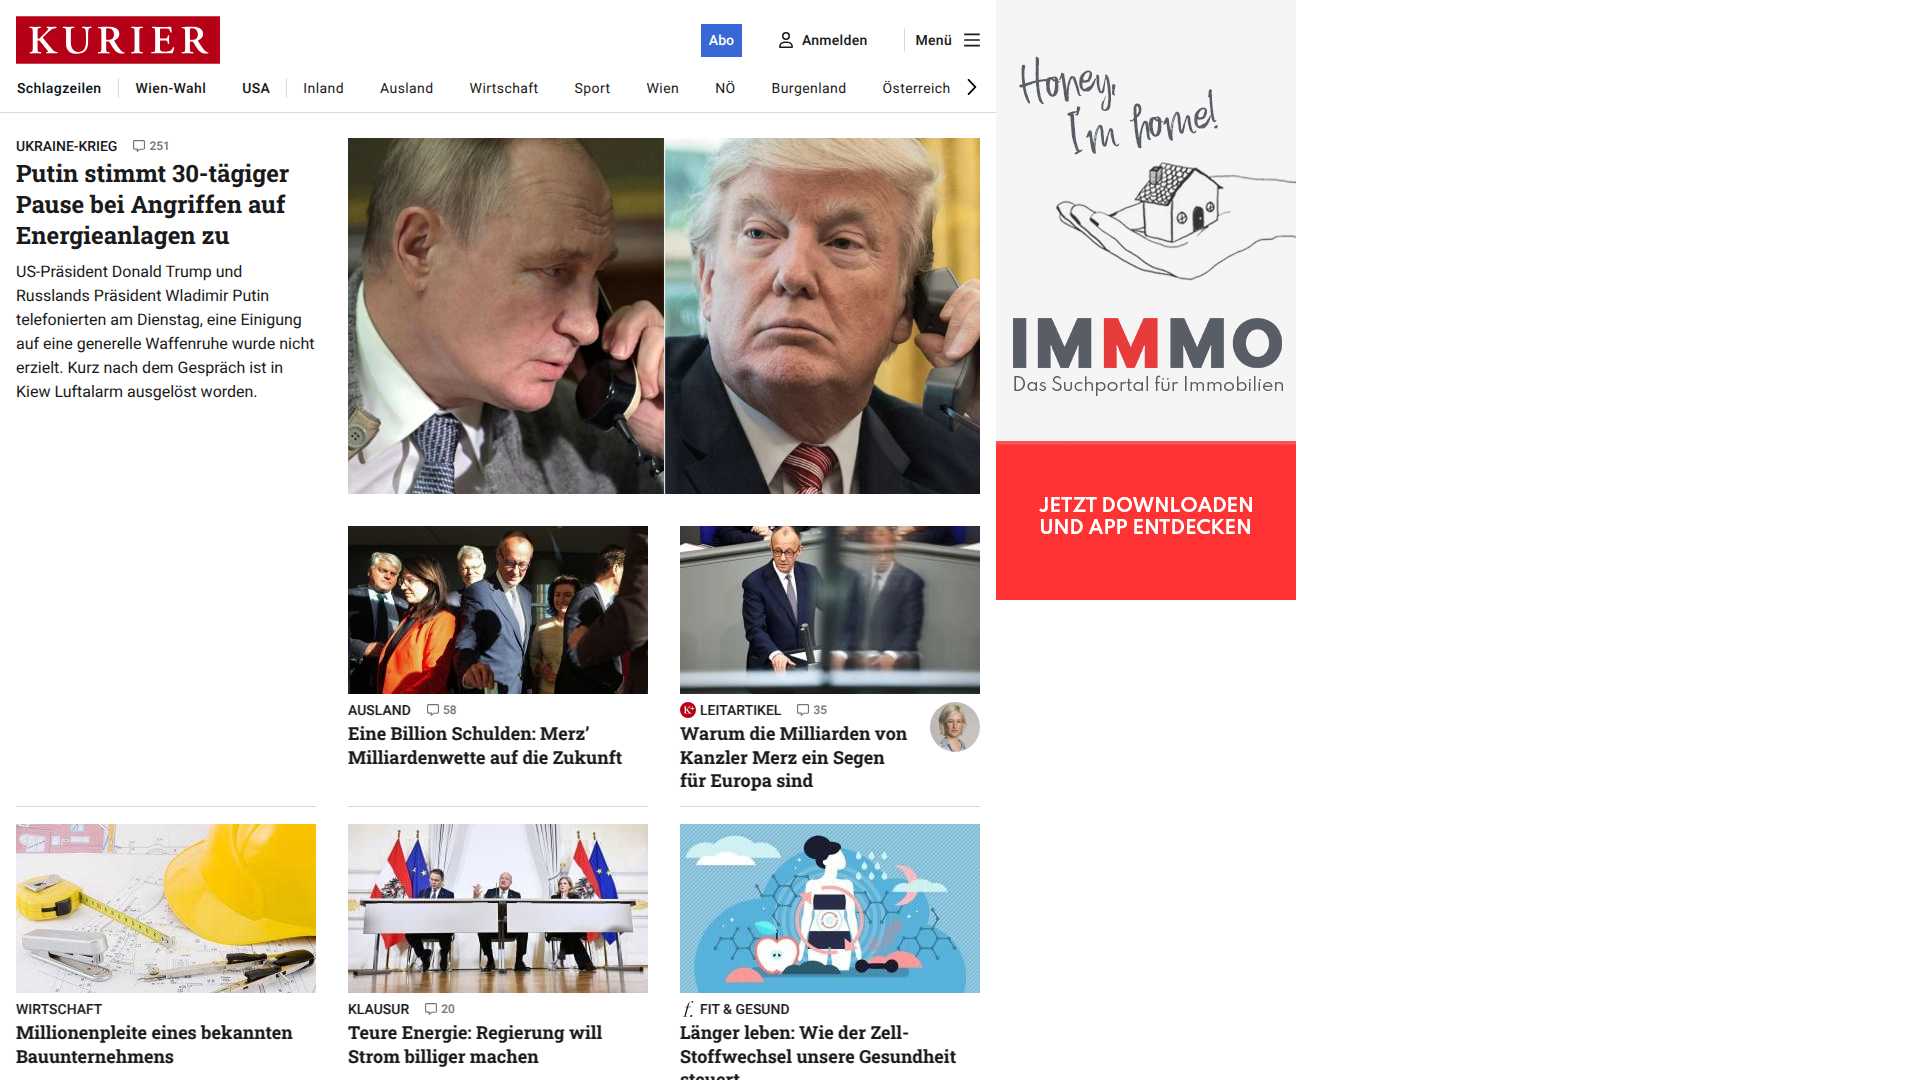 KURIER
Abo
Anmelden
Menü
Schlagzeilen
Wien-Wahl
USA
Inland
Ausland
Wirtschaft
Sport
Wien
NÖ
Burgenland
Österreich
UKRAINE-KRIEG 251
Putin stimmt 30-tägiger
Pause bei Angriffen auf
Energieanlagen zu
US-Präsident Donald Trump und
Russlands Präsident Wladimir Putin
telefonierten am Dienstag, eine Einigung
auf eine generelle Waffenruhe wurde nicht
erzielt. Kurz nach dem Gespräch ist in
Kiew Luftalarm ausgelöst worden.
AUSLAND 58
Eine Billion Schulden: Merz’
Milliardenwette auf die Zukunft
K+ LEITARTIKEL 35
Warum die Milliarden von
Kanzler Merz ein Segen
für Europa sind
WIRTSCHAFT
Millionenpleite eines bekannten
Bauunternehmens
KLAUSUR 20
Teure Energie: Regierung will
Strom billiger machen
f. FIT & GESUND
Länger leben: Wie der Zell-
Stoffwechsel unsere Gesundheit
steuert
Honey,
I'm home!
IMMMO
Das Suchportal für Immobilien
JETZT DOWNLOADEN
UND APP ENTDECKEN